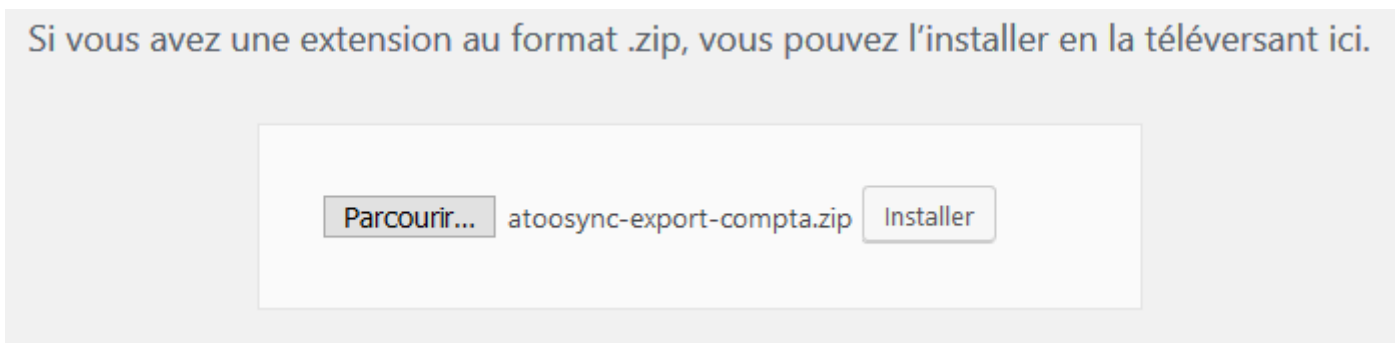 Si vous avez une extension au format .zip, vous pouvez l’installer en la téléversant ici.
Parcourir... atoosync-export-compta.zip Installer